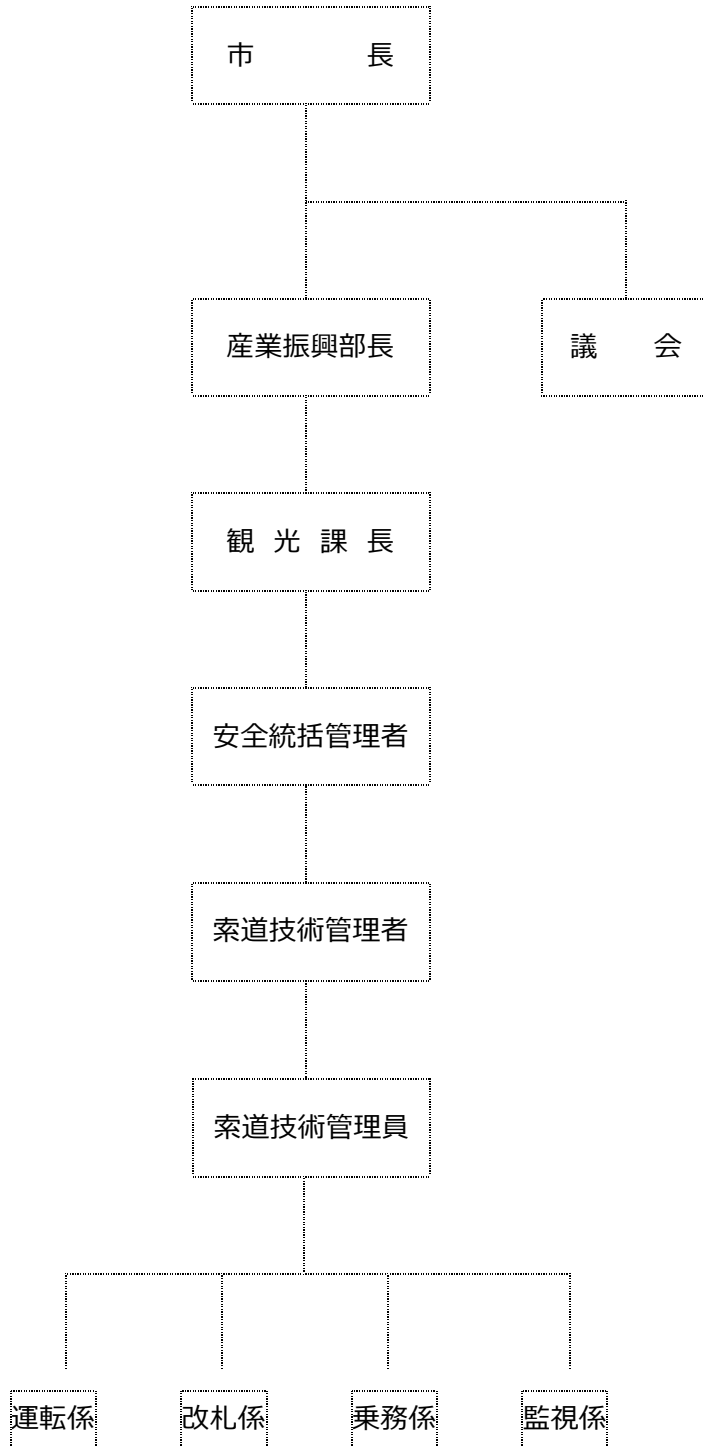 市長
産業振興部長
議会
観光課長
安全統括管理者
索道技術管理者
索道技術管理員
運転係
改札係
乗務係
監視係